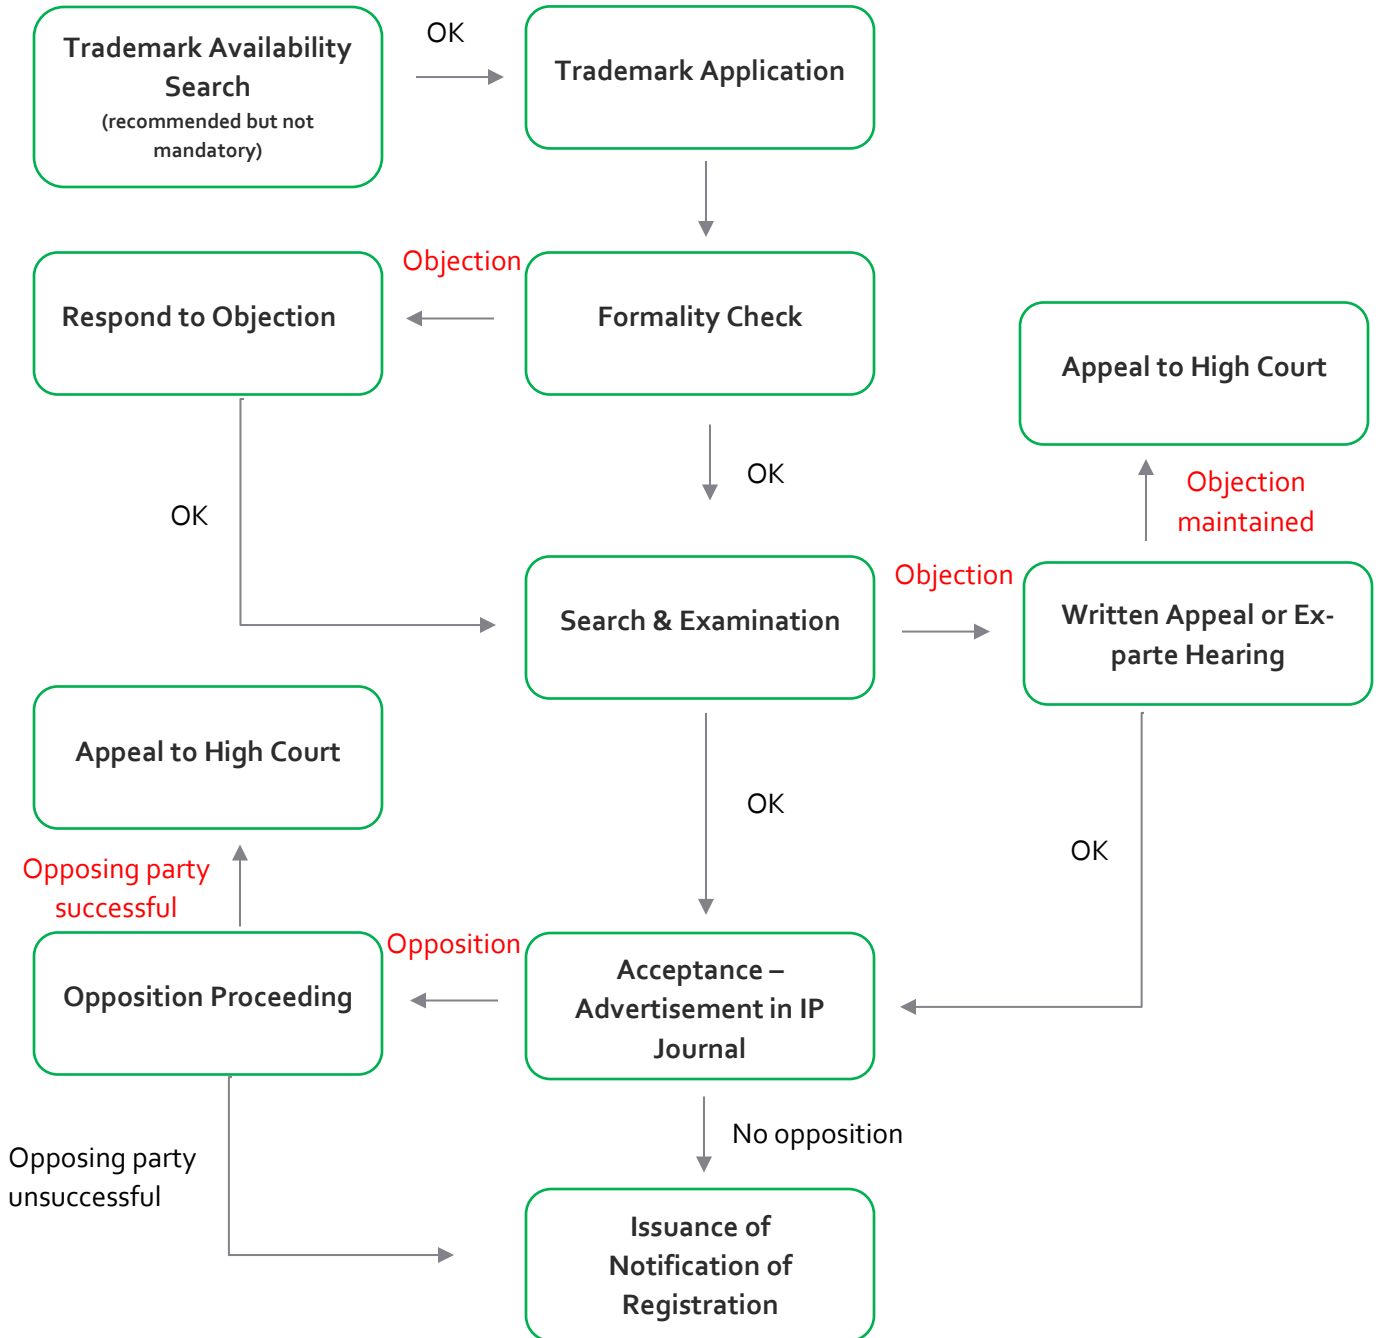 Trademark Availability
Search
(recommended but not
mandatory)
OK
Trademark Application
Respond to Objection
Objection
Formality Check
Appeal to High Court
OK
OK
Objection
maintained
Search & Examination
Objection
Written Appeal or Ex-
parte Hearing
Appeal to High Court
OK
OK
Opposing party
successful
Opposition Proceeding
Opposition
Acceptance –
Advertisement in IP
Journal
No opposition
Opposing party
unsuccessful
Issuance of
Notification of
Registration